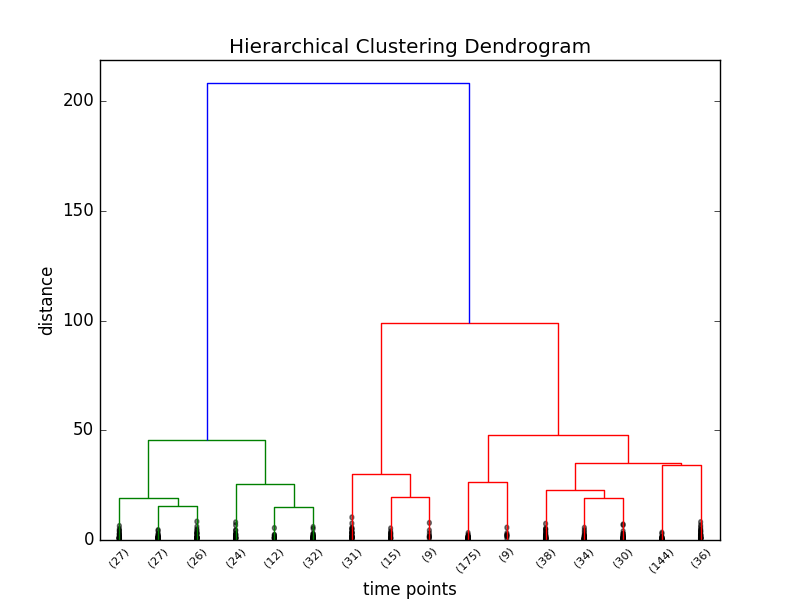 Hierarchical Clustering Dendrogram
200
150
100
50
0
distance
(27) (27) (26) (24) (12) (32) (31) (15) (9) (175) (9) (38) (34) (30) (144) (36)
time points